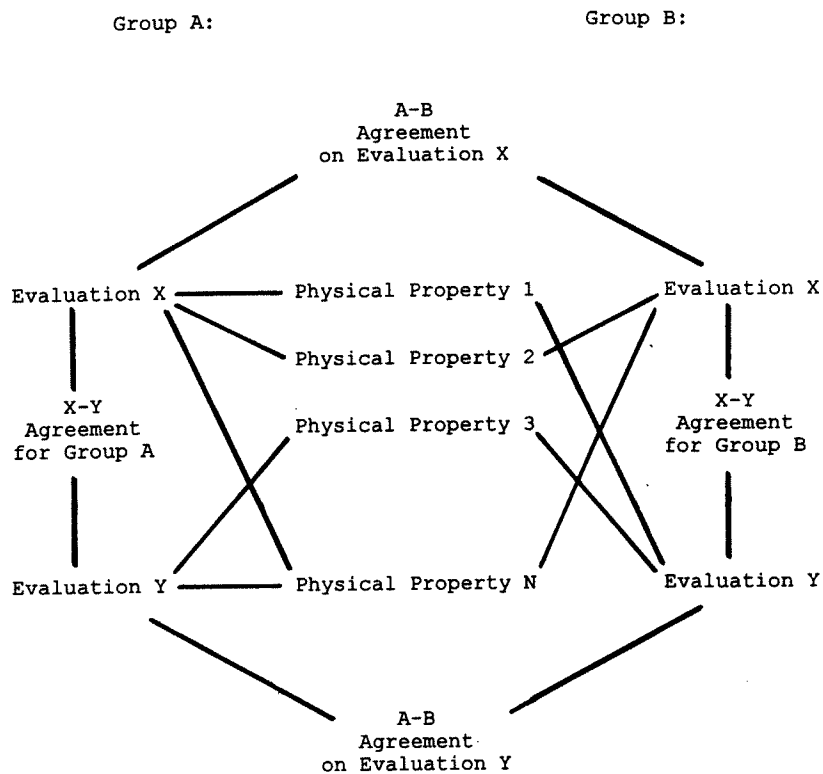 Group A:
Group B:
A-B
Agreement
on Evaluation X
Evaluation X
Physical Property 1
Evaluation X
Physical Property 2
X-Y
Agreement
for Group A
Physical Property 3
X-Y
Agreement
for Group B
Evaluation Y
Physical Property N
Evaluation Y
A-B
Agreement
on Evaluation Y